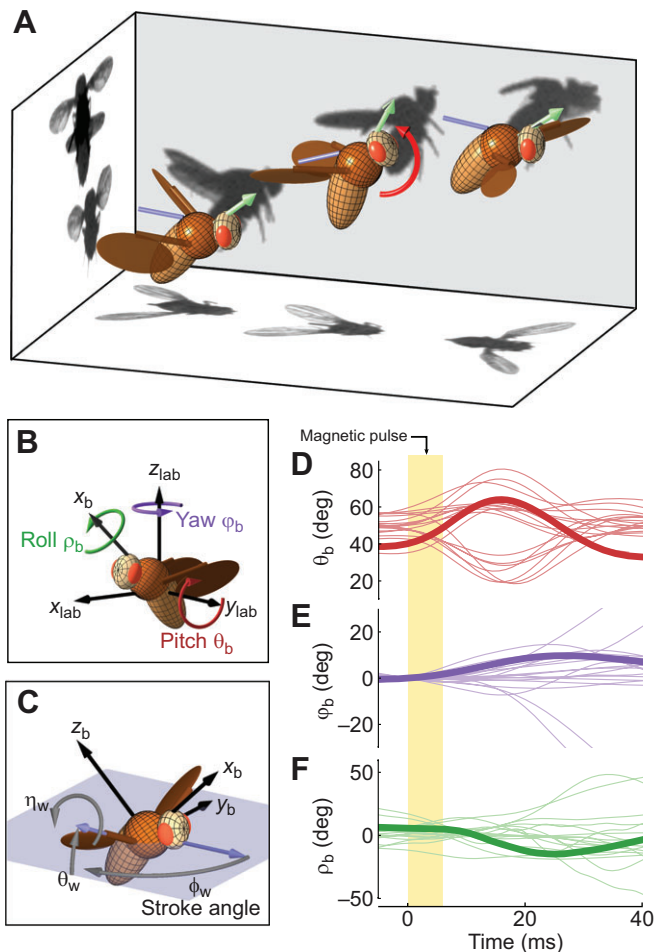 A
B
z_lab
x_b
Yaw φ_b
Roll ρ_b
x_lab
y_lab
Pitch θ_b
C
z_b
x_b
y_b
η_w
θ_w
ϕ_w
Stroke angle
Magnetic pulse
D
80
60
40
20
θ_b (deg)
E
20
0
–20
φ_b (deg)
F
50
0
–50
ρ_b (deg)
0 20 40
Time (ms)